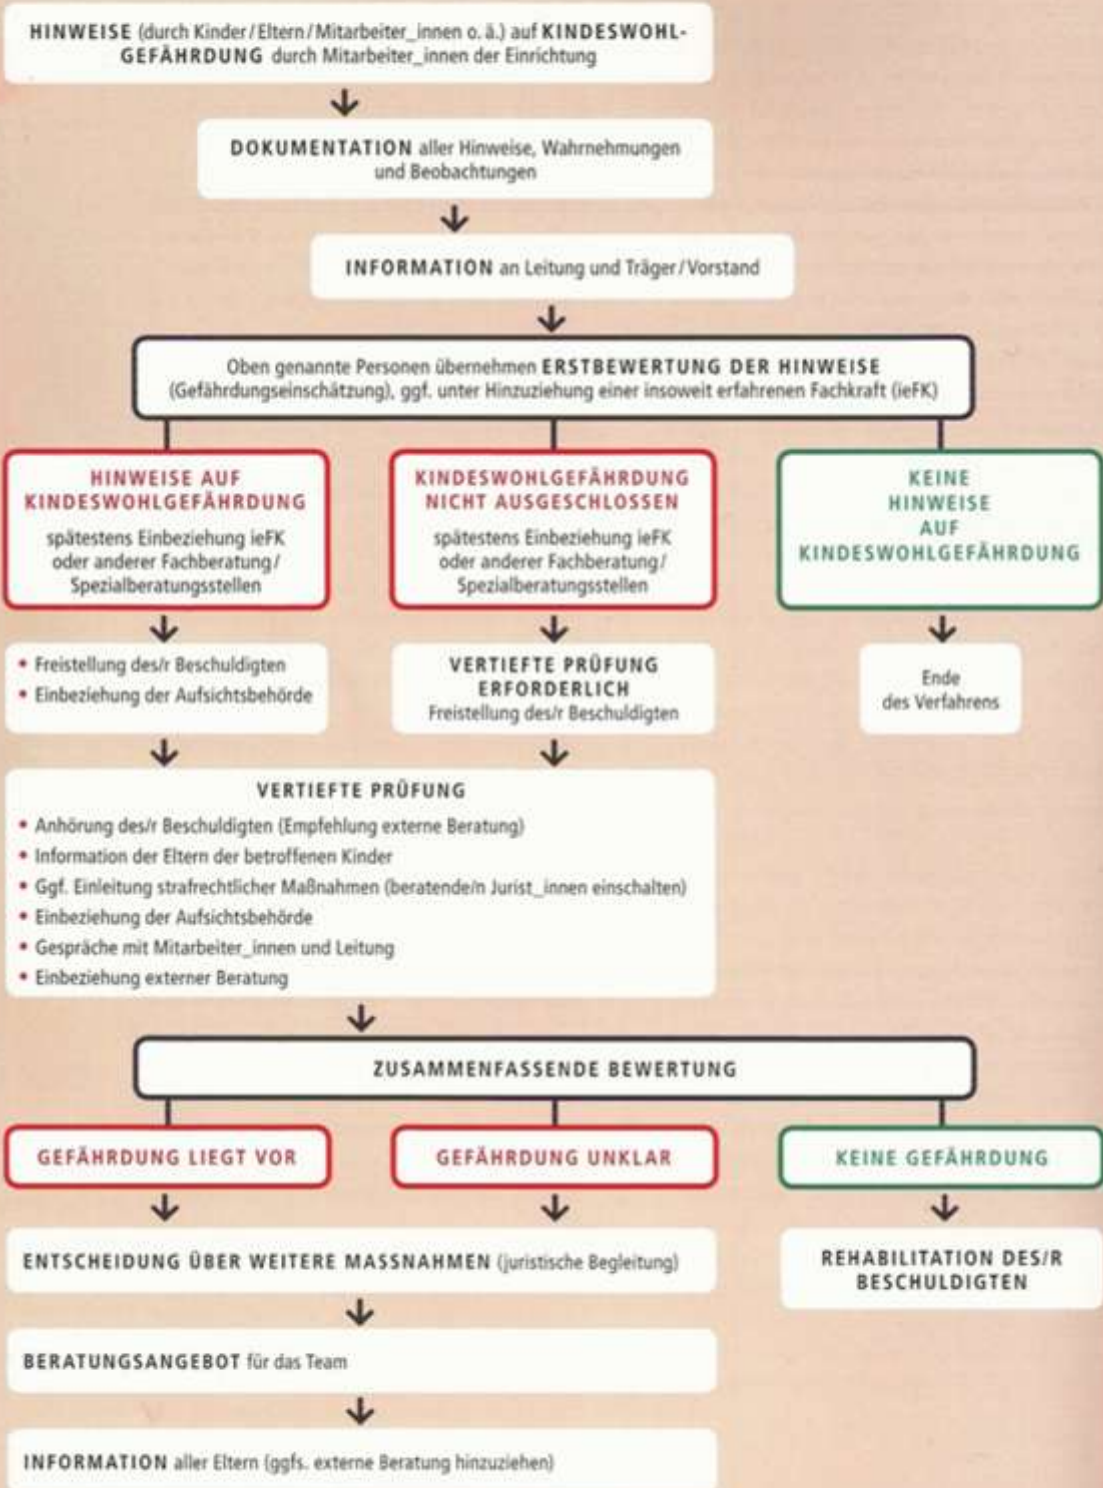 HINWEISE (durch Kinder/Eltern/Mitarbeiter_innen o. ä.) auf KINDESWOHL-
GEFÄHRDUNG durch Mitarbeiter_innen der Einrichtung
DOKUMENTATION aller Hinweise, Wahrnehmungen
und Beobachtungen
INFORMATION an Leitung und Träger/Vorstand
Oben genannte Personen übernehmen ERSTBEWERTUNG DER HINWEISE
(Gefährdungseinschätzung), ggf. unter Hinzuziehung einer insoweit erfahrenen Fachkraft (ieFK)
HINWEISE AUF
KINDESWOHLGEFÄHRDUNG
spätestens Einbeziehung ieFK
oder anderer Fachberatung/
Spezialberatungsstellen
KINDESWOHLGEFÄHRDUNG
NICHT AUSGESCHLOSSEN
spätestens Einbeziehung ieFK
oder anderer Fachberatung/
Spezialberatungsstellen
KEINE
HINWEISE
AUF
KINDESWOHLGEFÄHRDUNG
• Freistellung des/r Beschuldigten
• Einbeziehung der Aufsichtsbehörde
VERTIEFTE PRÜFUNG
ERFORDERLICH
Freistellung des/r Beschuldigten
Ende
des Verfahrens
VERTIEFTE PRÜFUNG
• Anhörung des/r Beschuldigten (Empfehlung externe Beratung)
• Information der Eltern der betroffenen Kinder
• Ggf. Einleitung strafrechtlicher Maßnahmen (beratende/n Jurist_innen einschalten)
• Einbeziehung der Aufsichtsbehörde
• Gespräche mit Mitarbeiter_innen und Leitung
• Einbeziehung externer Beratung
ZUSAMMENFASSENDE BEWERTUNG
GEFÄHRDUNG LIEGT VOR
GEFÄHRDUNG UNKLAR
KEINE GEFÄHRDUNG
ENTSCHEIDUNG ÜBER WEITERE MASSNAHMEN (juristische Begleitung)
REHABILITATION DES/R
BESCHULDIGTEN
BERATUNGSANGEBOT für das Team
INFORMATION aller Eltern (ggfs. externe Beratung hinzuziehen)